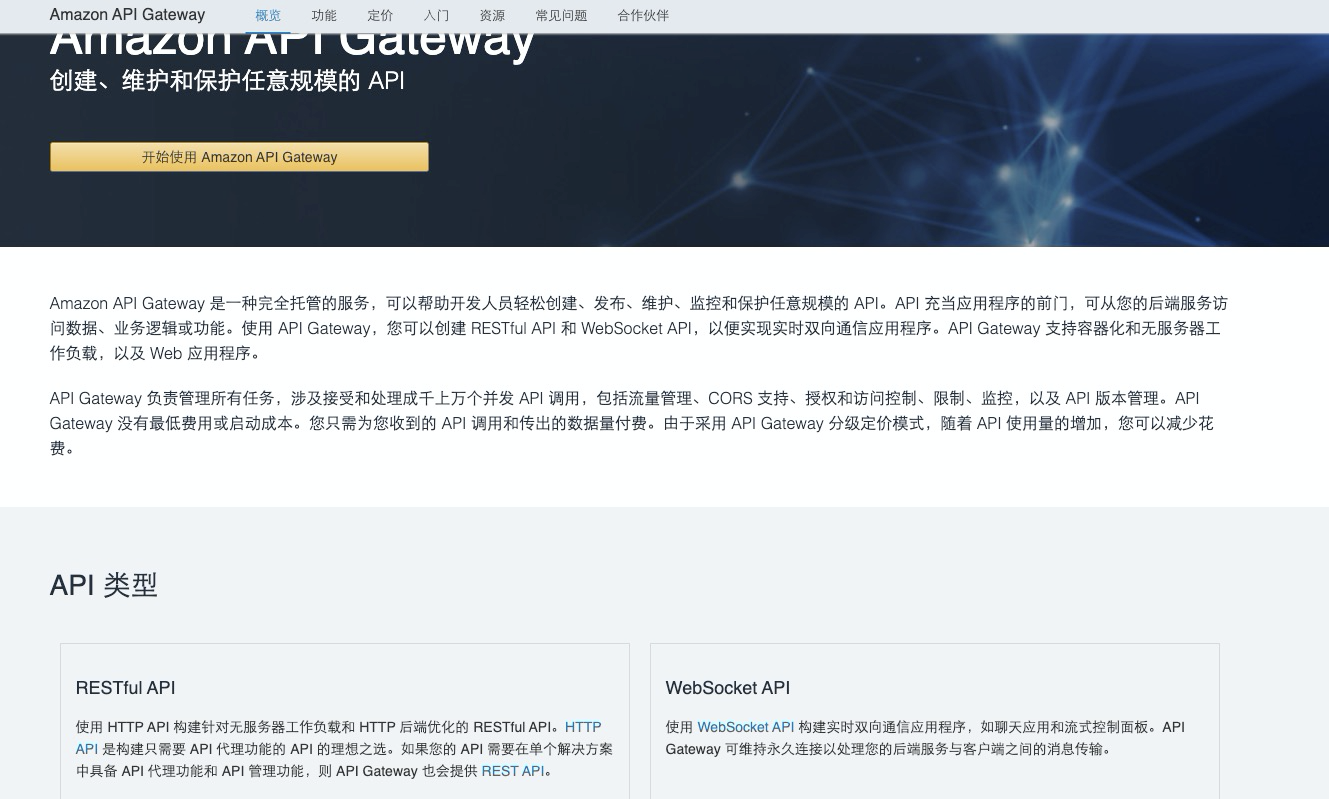 Amazon API Gateway 概览 功能 定价 入门 资源 常见问题 合作伙伴
Amazon API Gateway
创建、维护和保护任意规模的 API
开始使用 Amazon API Gateway
Amazon API Gateway 是一种完全托管的服务，可以帮助开发人员轻松创建、发布、维护、监控和保护任意规模的 API。API 充当应用程序的前门，可从您的后端服务访
问数据、业务逻辑或功能。使用 API Gateway，您可以创建 RESTful API 和 WebSocket API，以便实现实时双向通信应用程序。API Gateway 支持容器化和无服务器工
作负载，以及 Web 应用程序。
API Gateway 负责管理所有任务，涉及接受和处理成千上万个并发 API 调用，包括流量管理、CORS 支持、授权和访问控制、限制、监控，以及 API 版本管理。API
Gateway 没有最低费用或启动成本。您只需为您收到的 API 调用和传出的数据量付费。由于采用 API Gateway 分级定价模式，随着 API 使用量的增加，您可以减少花
费。
API 类型
RESTful API
使用 HTTP API 构建针对无服务器工作负载和 HTTP 后端优化的 RESTful API。HTTP
API 是构建只需要 API 代理功能的 API 的理想之选。如果您的 API 需要在单个解决方案
中具备 API 代理功能和 API 管理功能，则 API Gateway 也会提供 REST API。
WebSocket API
使用 WebSocket API 构建实时双向通信应用程序，如聊天应用和流式控制面板。API
Gateway 可维持永久连接以处理您的后端服务与客户端之间的消息传输。